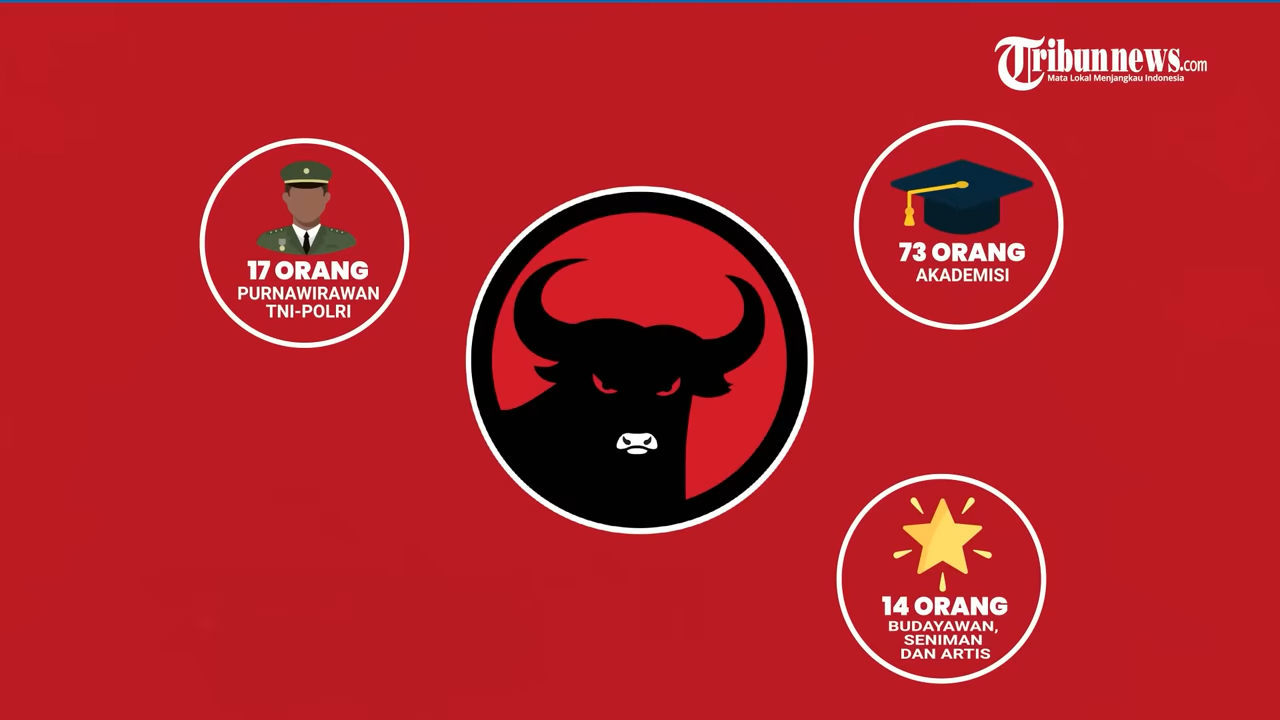 Tribunnews.com
Mata Lokal Menjangkau Indonesia
17 ORANG
PURNAWIRAWAN
TNI-POLRI
73 ORANG
AKADEMISI
14 ORANG
BUDAYAWAN,
SENIMAN
DAN ARTIS